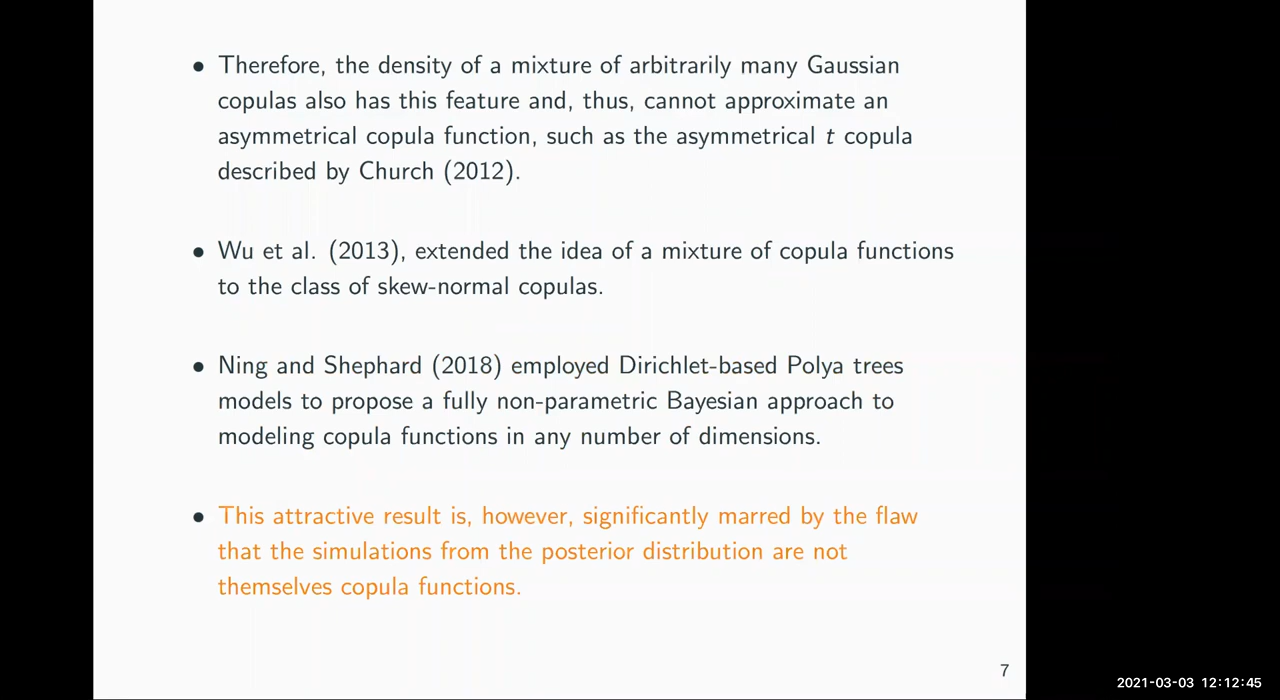 • Therefore, the density of a mixture of arbitrarily many Gaussian
copulas also has this feature and, thus, cannot approximate an
asymmetrical copula function, such as the asymmetrical t copula
described by Church (2012).
• Wu et al. (2013), extended the idea of a mixture of copula functions
to the class of skew-normal copulas.
• Ning and Shephard (2018) employed Dirichlet-based Polya trees
models to propose a fully non-parametric Bayesian approach to
modeling copula functions in any number of dimensions.
• This attractive result is, however, significantly marred by the flaw
that the simulations from the posterior distribution are not
themselves copula functions.
7
2021-03-03 12:12:45